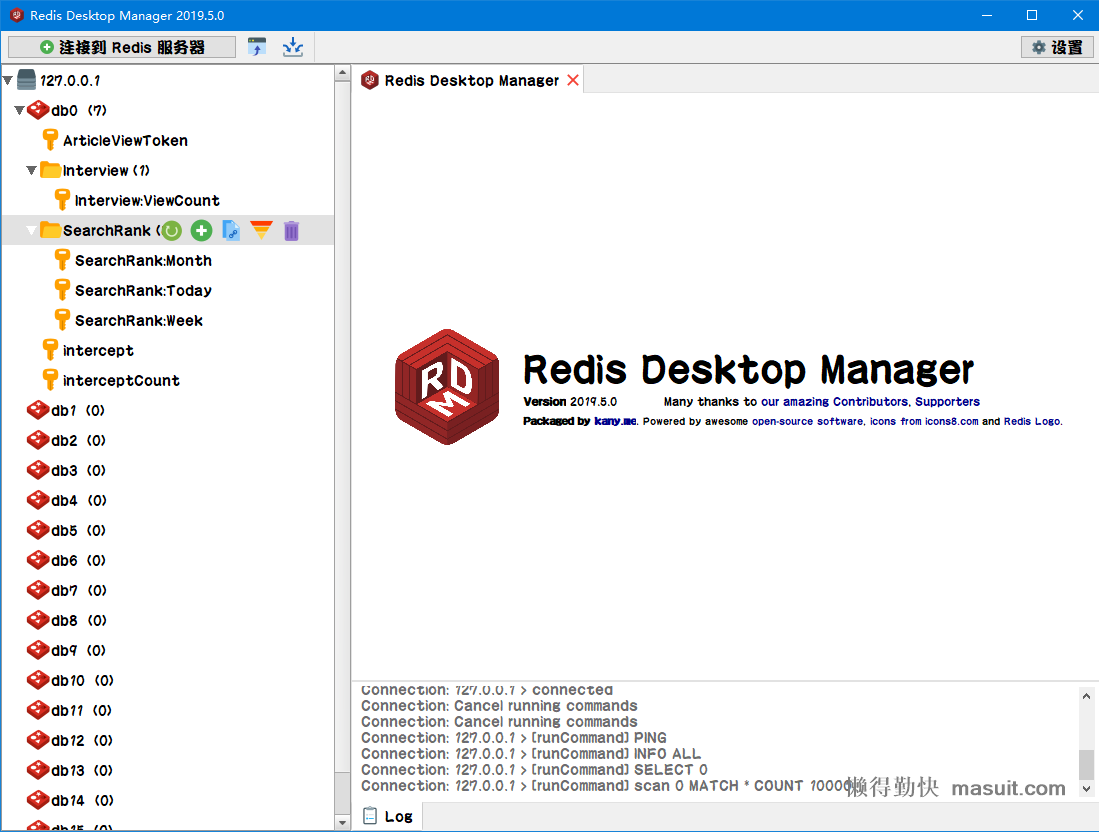 Redis Desktop Manager 2019.5.0
连接到 Redis 服务器
设置
127.0.0.1
db0 (7)
ArticleViewToken
Interview (1)
Interview:ViewCount
SearchRank (
SearchRank:Month
SearchRank:Today
SearchRank:Week
intercept
interceptCount
db1 (0)
db2 (0)
db3 (0)
db4 (0)
db5 (0)
db6 (0)
db7 (0)
db8 (0)
db9 (0)
db10 (0)
db11 (0)
db12 (0)
db13 (0)
db14 (0)
db15 (0)
Redis Desktop Manager
RDM
Redis Desktop Manager
Version 2019.5.0 Many thanks to our amazing Contributors, Supporters
Packaged by kany.me. Powered by awesome open-source software, icons from icons8.com and Redis Logo.
Connection: 127.0.0.1 > connected
Connection: Cancel running commands
Connection: Cancel running commands
Connection: 127.0.0.1 > [runCommand] PING
Connection: 127.0.0.1 > [runCommand] INFO ALL
Connection: 127.0.0.1 > [runCommand] SELECT 0
Connection: 127.0.0.1 > [runCommand] scan 0 MATCH * COUNT 10000
懒得勤快 masuit.com
Log